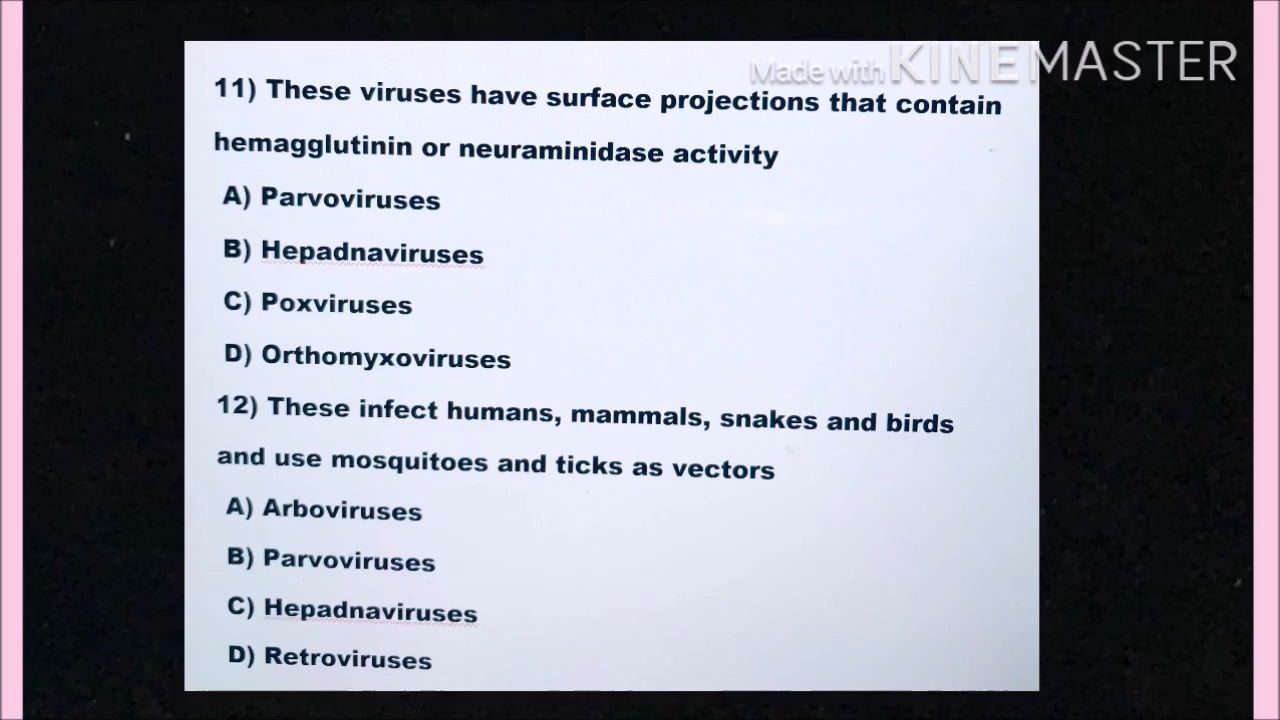 Made with KINEMASTER
11) These viruses have surface projections that contain
hemagglutinin or neuraminidase activity
A) Parvoviruses
B) Hepadnaviruses
C) Poxviruses
D) Orthomyxoviruses
12) These infect humans, mammals, snakes and birds
and use mosquitoes and ticks as vectors
A) Arboviruses
B) Parvoviruses
C) Hepadnaviruses
D) Retroviruses